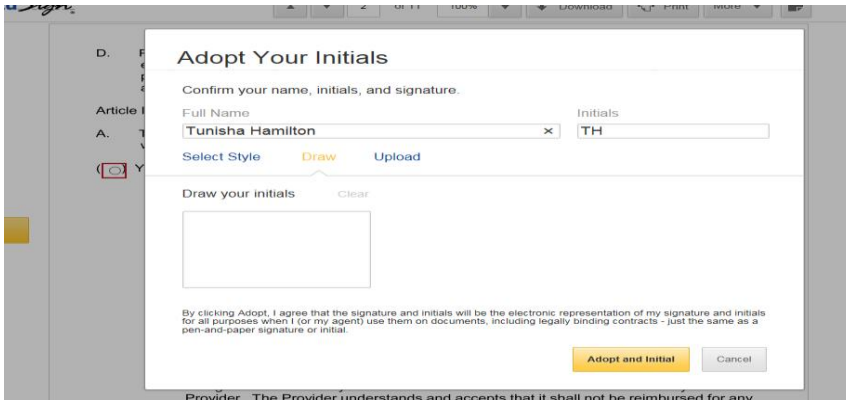 Sign
2 of 11 100% Download Print More
D.
Adopt Your Initials
Confirm your name, initials, and signature.
Full Name Initials
Tunisha Hamilton × TH
Article
A.
Select Style Draw Upload
Draw your initials Clear
By clicking Adopt, I agree that the signature and initials will be the electronic representation of my signature and initials
for all purposes when I (or my agent) use them on documents, including legally binding contracts - just the same as a
pen-and-paper signature or initial.
Adopt and Initial Cancel
Provider. The Provider understands and accepts that it shall not be reimbursed for any